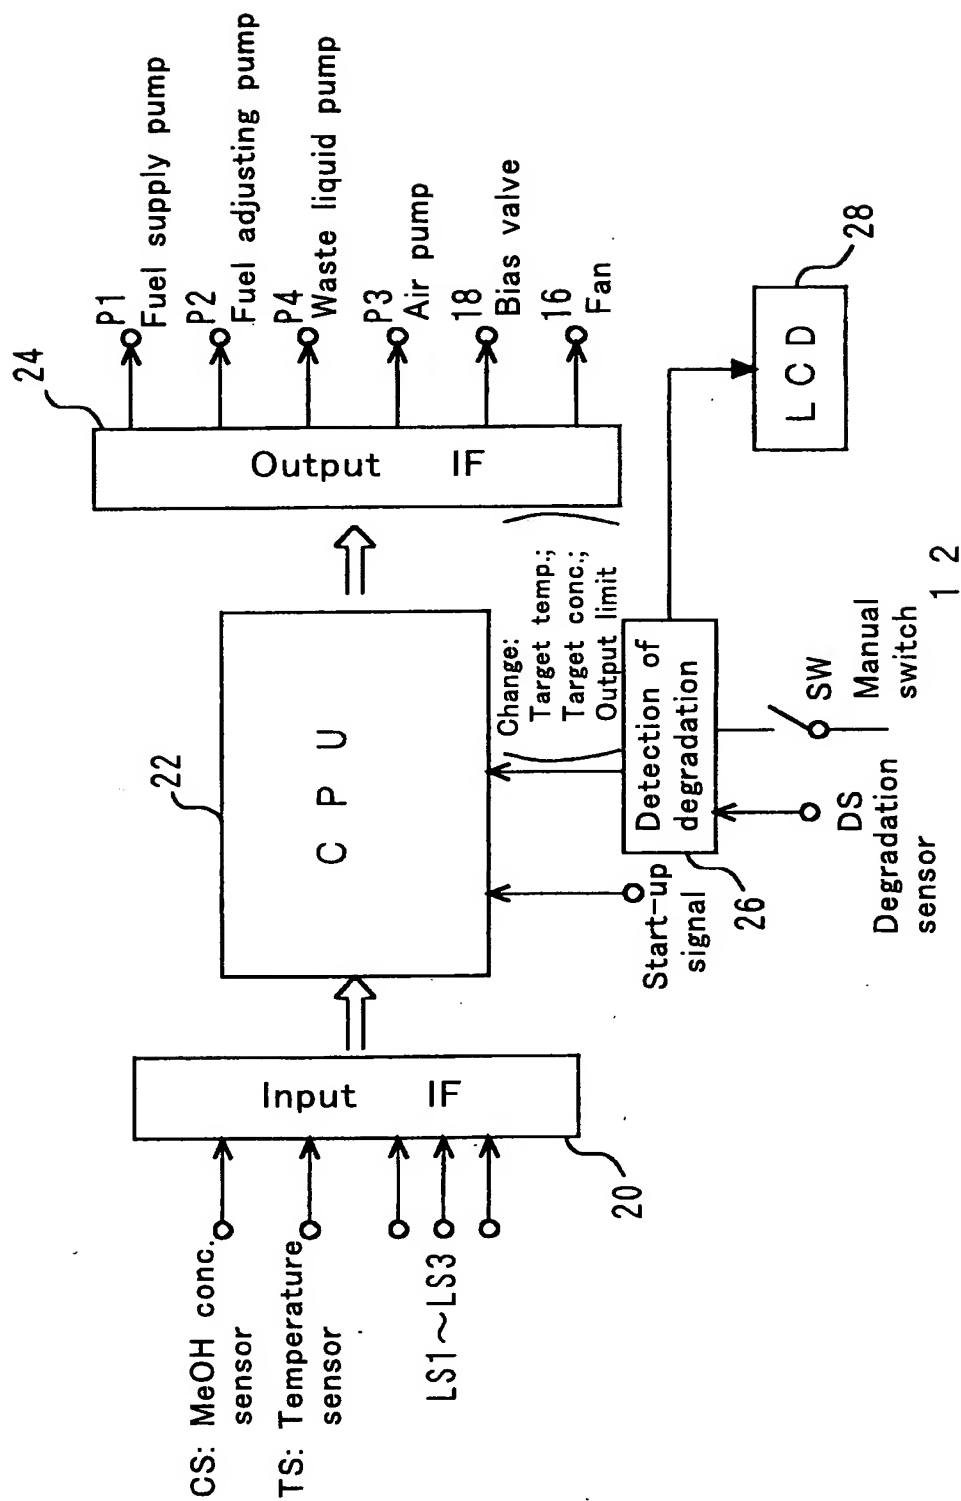 CS: MeOH conc.
sensor
TS: Temperature
sensor
LS1~LS3
Input IF
20
22
CPU
Start-up
signal
Change:
Target temp.;
Target conc.;
Output limit
Detection of
degradation
26
DS
Degradation
sensor
SW
Manual
switch
12
24
Output IF
P1
Fuel supply pump
P2
Fuel adjusting pump
P4
Waste liquid pump
P3
Air pump
18
Bias valve
16
Fan
LCD
28